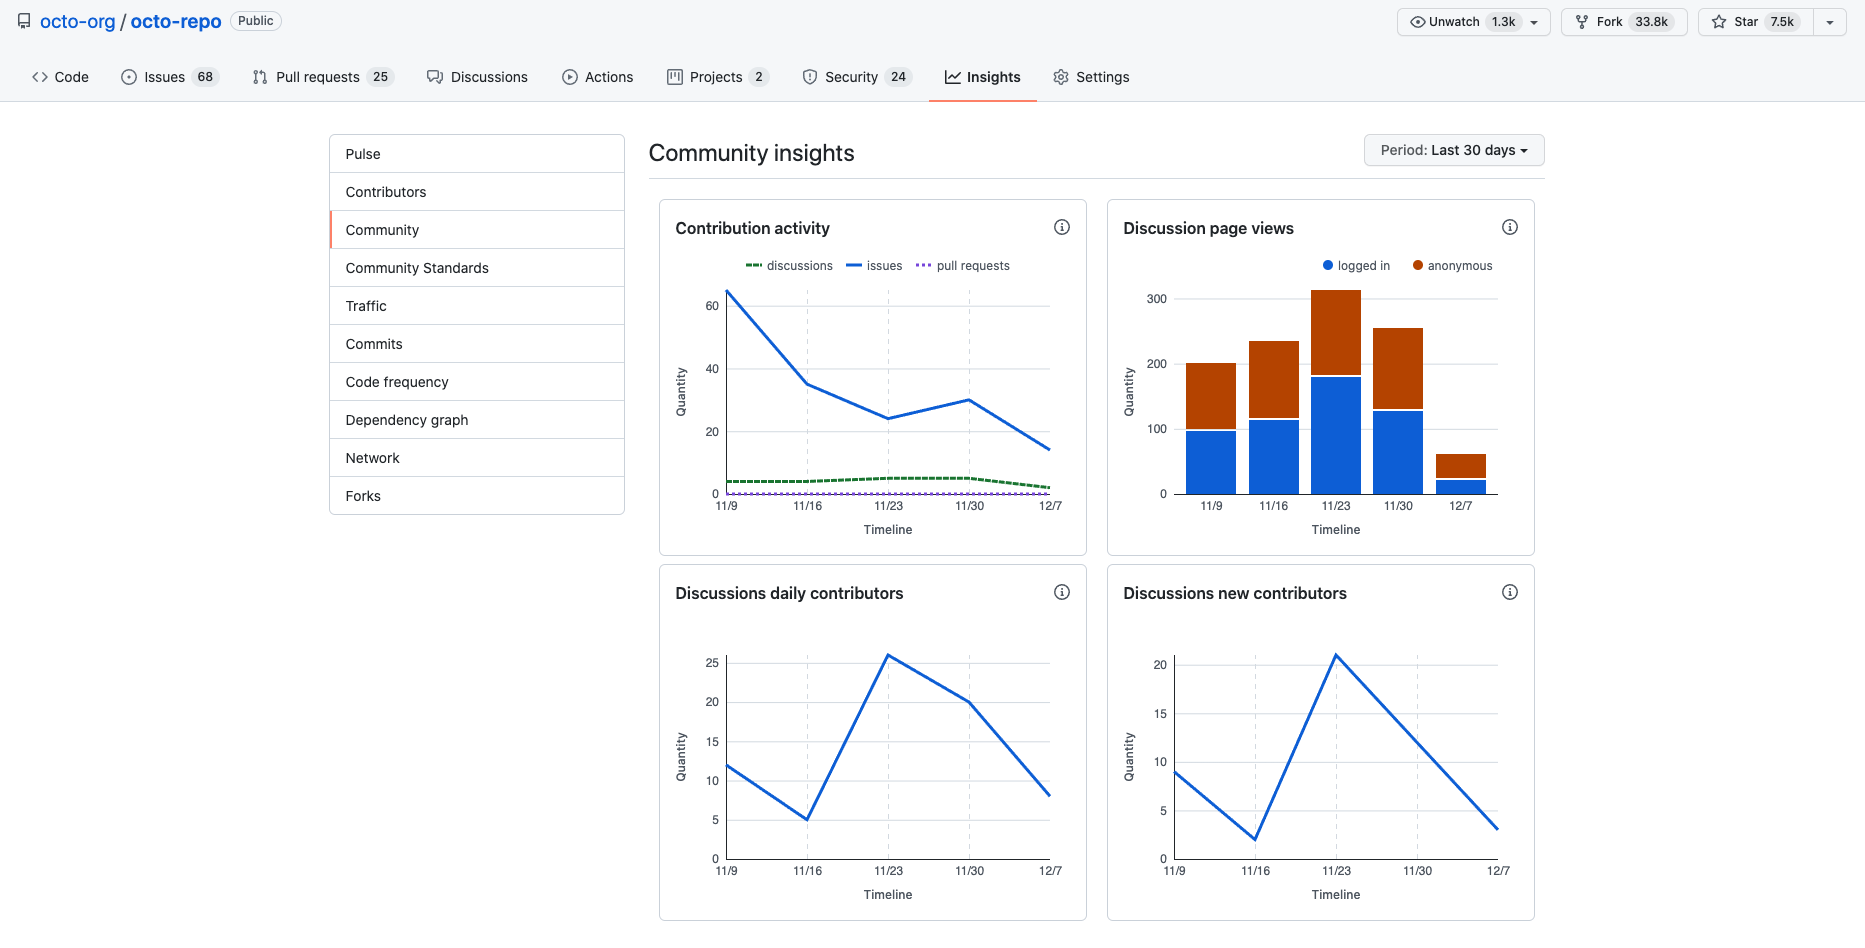 octo-org / octo-repo Public
Unwatch 1.3k Fork 33.8k Star 7.5k
Code Issues 68 Pull requests 25 Discussions Actions Projects 2 Security 24 Insights Settings
Pulse
Contributors
Community
Community Standards
Traffic
Commits
Code frequency
Dependency graph
Network
Forks
Community insights
Period: Last 30 days
Contribution activity
discussions issues pull requests
60
40
20
0
Quantity
11/9 11/16 11/23 11/30 12/7
Timeline
Discussion page views
logged in anonymous
300
200
100
0
Quantity
11/9 11/16 11/23 11/30 12/7
Timeline
Discussions daily contributors
25
20
15
10
5
0
Quantity
11/9 11/16 11/23 11/30 12/7
Timeline
Discussions new contributors
20
15
10
5
0
Quantity
11/9 11/16 11/23 11/30 12/7
Timeline